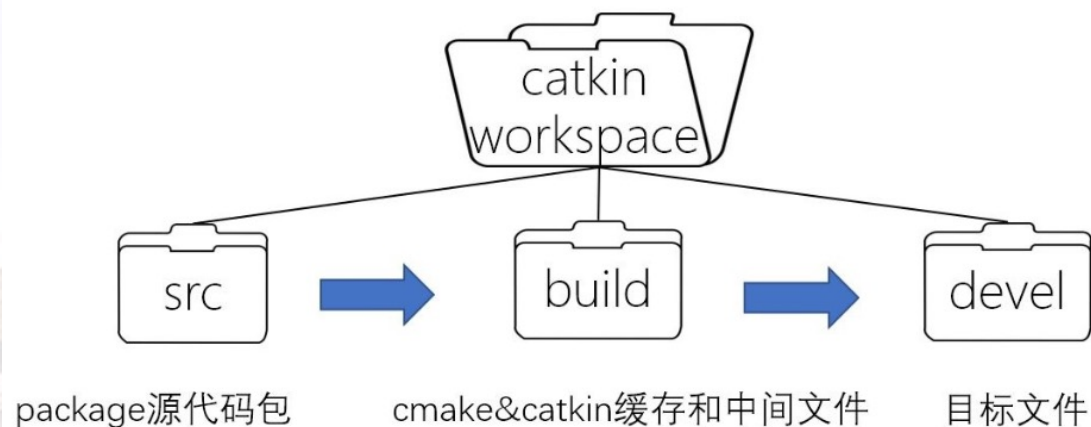 catkin
workspace
src
build
devel
package源代码包
cmake&catkin缓存和中间文件
目标文件